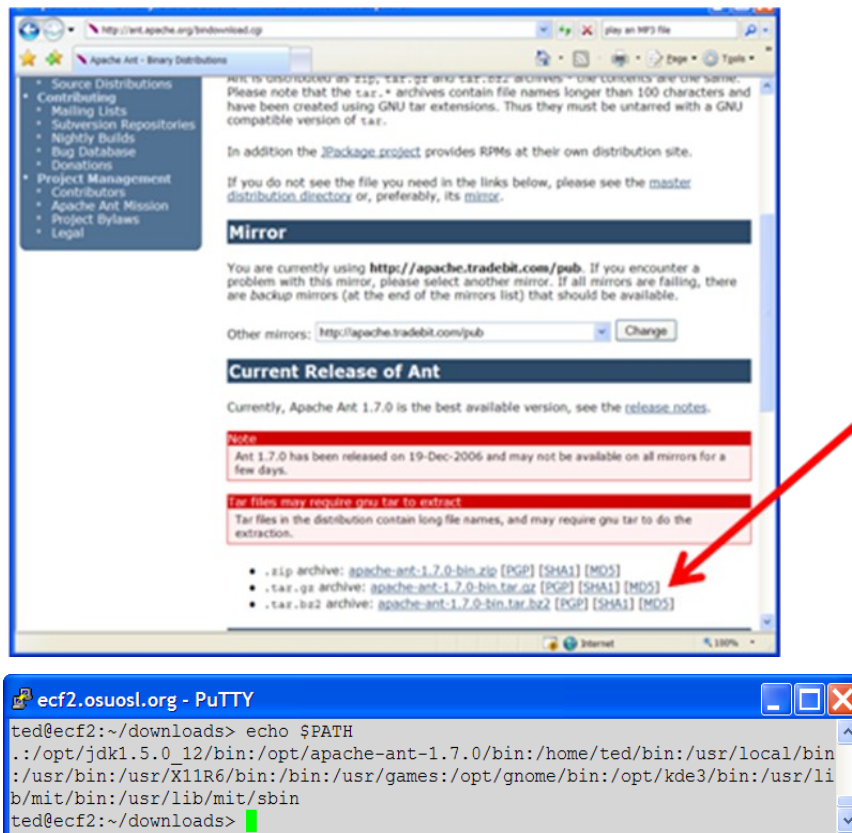 http://ant.apache.org/bindownload.cgi
play an MP3 file
Apache Ant - Binary Distributions
Page
Tools
Source Distributions
Contributing
Mailing Lists
Subversion Repositories
Nightly Builds
Bug Database
Donations
Project Management
Contributors
Apache Ant Mission
Project Bylaws
Legal
Ant is distributed as zip, tar.gz and tar.bz2 archives - the contents are the same.
Please note that the tar.* archives contain file names longer than 100 characters and
have been created using GNU tar extensions. Thus they must be untarred with a GNU
compatible version of tar.
In addition the JPackage project provides RPMs at their own distribution site.
If you do not see the file you need in the links below, please see the master
distribution directory or, preferably, its mirror.
Mirror
You are currently using http://apache.tradebit.com/pub. If you encounter a
problem with this mirror, please select another mirror. If all mirrors are failing, there
are backup mirrors (at the end of the mirrors list) that should be available.
Other mirrors: http://apache.tradebit.com/pub Change
Current Release of Ant
Currently, Apache Ant 1.7.0 is the best available version, see the release notes.
Note
Ant 1.7.0 has been released on 19-Dec-2006 and may not be available on all mirrors for a
few days.
Tar files may require gnu tar to extract
Tar files in the distribution contain long file names, and may require gnu tar to do the
extraction.
• .zip archive: apache-ant-1.7.0-bin.zip [PGP] [SHA1] [MD5]
• .tar.gz archive: apache-ant-1.7.0-bin.tar.gz [PGP] [SHA1] [MD5]
• .tar.bz2 archive: apache-ant-1.7.0-bin.tar.bz2 [PGP] [SHA1] [MD5]
Internet
100%
ecf2.osuosl.org - PuTTY
ted@ecf2:~/downloads> echo $PATH
.:/opt/jdk1.5.0_12/bin:/opt/apache-ant-1.7.0/bin:/home/ted/bin:/usr/local/bin
:/usr/bin:/usr/X11R6/bin:/bin:/usr/games:/opt/gnome/bin:/opt/kde3/bin:/usr/li
b/mit/bin:/usr/lib/mit/sbin
ted@ecf2:~/downloads>